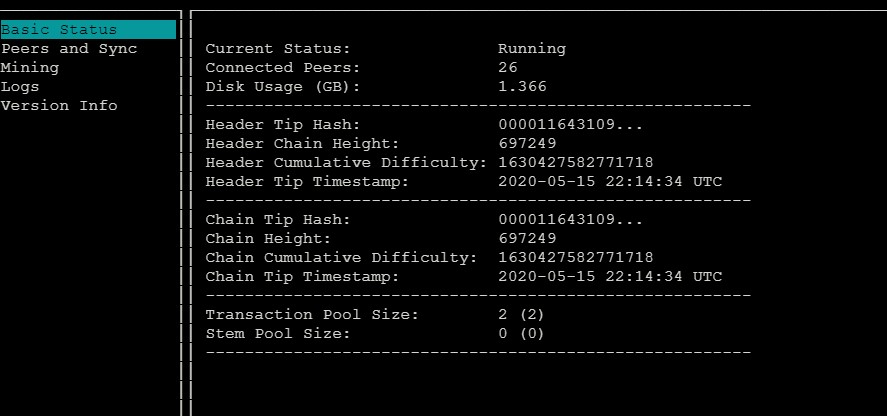 Basic Status
Peers and Sync
Mining
Logs
Version Info
Current Status: Running
Connected Peers: 26
Disk Usage (GB): 1.366
--------------------------------------------------------
Header Tip Hash: 000011643109...
Header Chain Height: 697249
Header Cumulative Difficulty: 1630427582771718
Header Tip Timestamp: 2020-05-15 22:14:34 UTC
--------------------------------------------------------
Chain Tip Hash: 000011643109...
Chain Height: 697249
Chain Cumulative Difficulty: 1630427582771718
Chain Tip Timestamp: 2020-05-15 22:14:34 UTC
--------------------------------------------------------
Transaction Pool Size: 2 (2)
Stem Pool Size: 0 (0)
--------------------------------------------------------